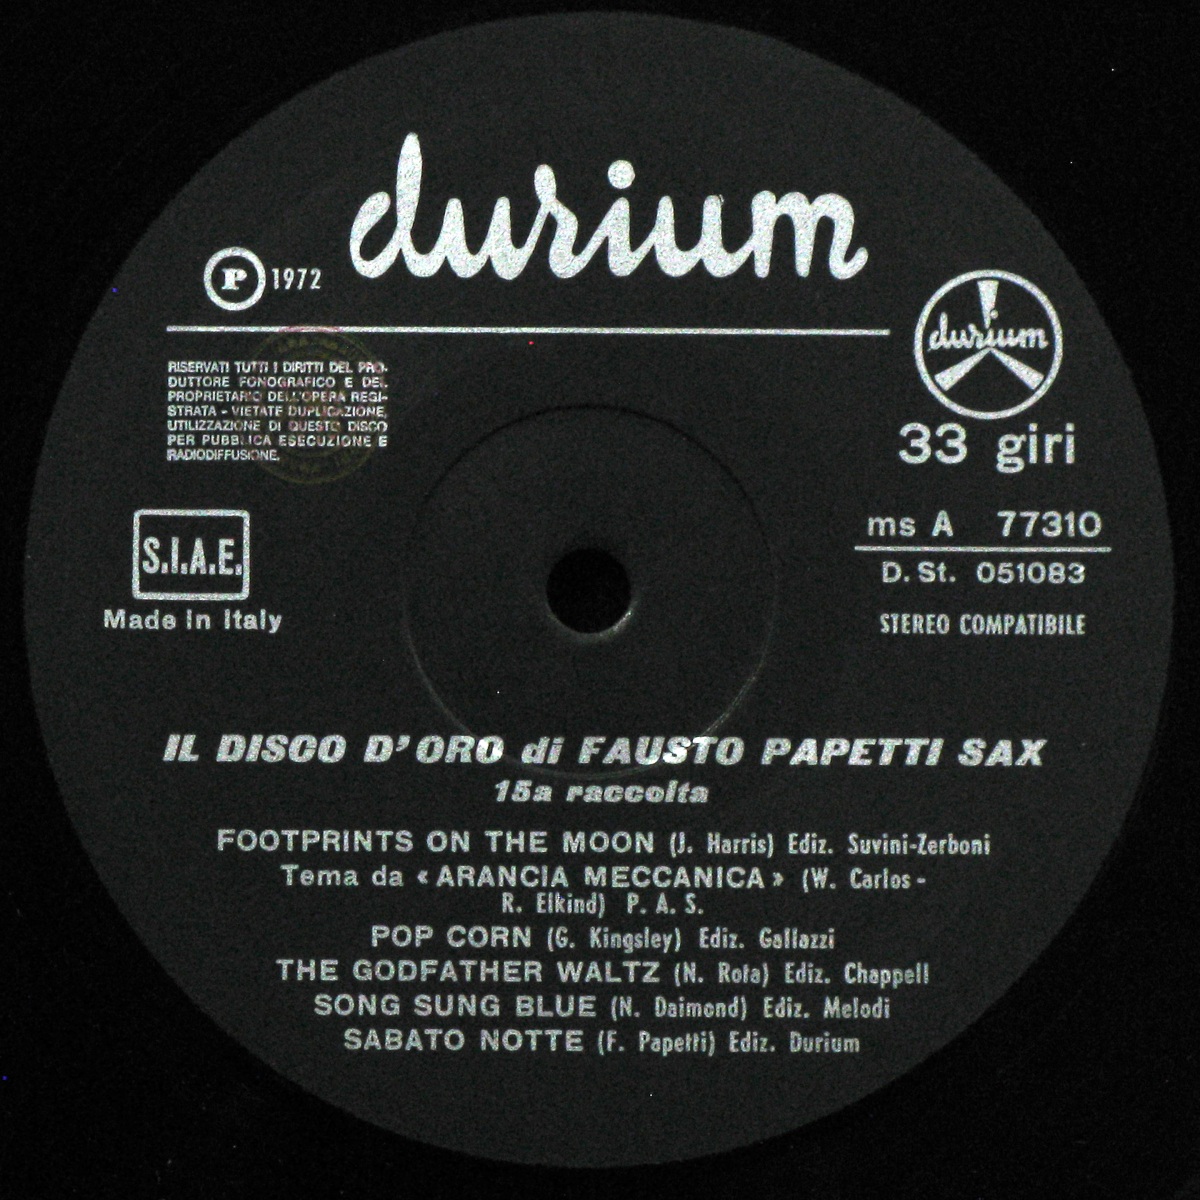 durium
P 1972
RISERVATI TUTTI I DIRITTI DEL PRO-
DUTTORE FONOGRAFICO E DEL
PROPRIETARIO DELL'OPERA REGI-
STRATA - VIETATE DUPLICAZIONE,
UTILIZZAZIONE DI QUESTO DISCO
PER PUBBLICA ESECUZIONE E
RADIODIFFUSIONE.
durium
33 giri
S.I.A.E.
Made in Italy
ms A 77310
D. St. 051083
STEREO COMPATIBILE
IL DISCO D'ORO di FAUSTO PAPETTI SAX
15a raccolta
FOOTPRINTS ON THE MOON (J. Harris) Ediz. Suvini-Zerboni
Tema da « ARANCIA MECCANICA » (W. Carlos -
R. Elkind) P. A. S.
POP CORN (G. Kingsley) Ediz. Gallazzi
THE GODFATHER WALTZ (N. Rota) Ediz. Chappell
SONG SUNG BLUE (N. Daimond) Ediz. Melodi
SABATO NOTTE (F. Papetti) Ediz. Durium